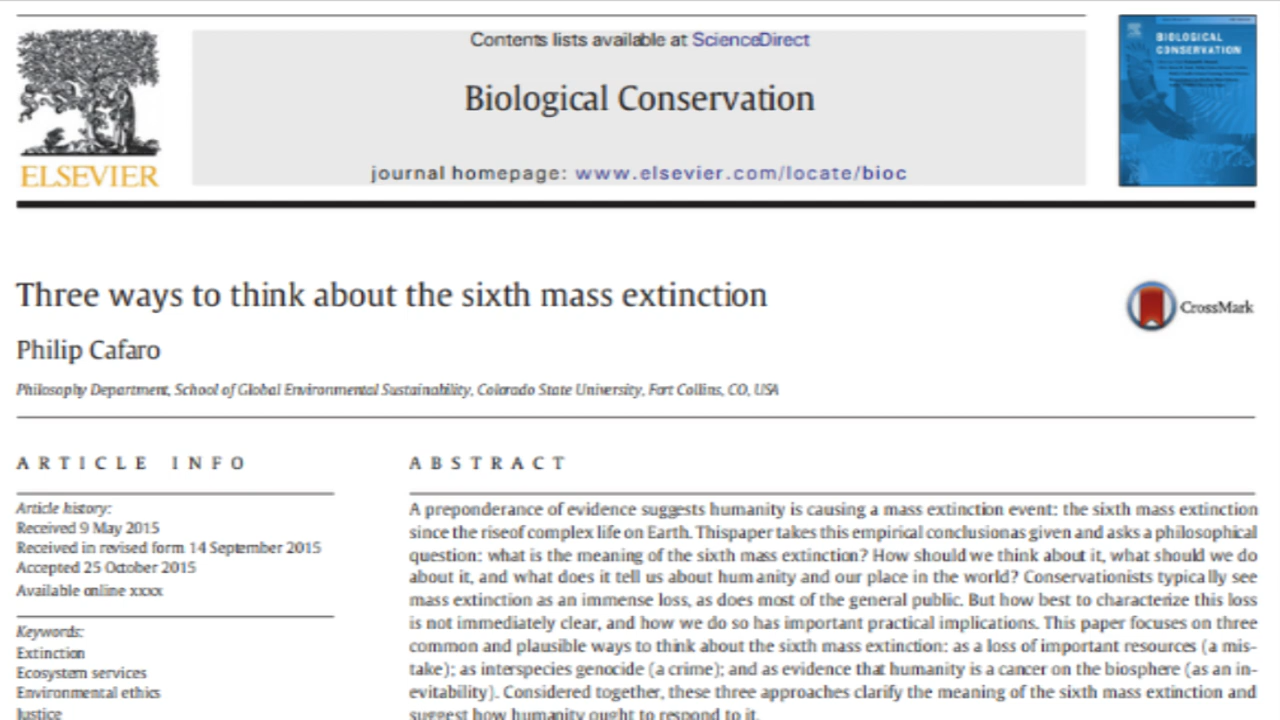 Contents lists available at ScienceDirect
Biological Conservation
journal homepage: www.elsevier.com/locate/bioc
ELSEVIER
BIOLOGICAL
CONSERVATION
Three ways to think about the sixth mass extinction
CrossMark
Philip Cafaro
Philosophy Department, School of Global Environmental Sustainability, Colorado State University, Fort Collins, CO, USA
ARTICLE INFO
Article history:
Received 9 May 2015
Received in revised form 14 September 2015
Accepted 25 October 2015
Available online xxxx
Keywords:
Extinction
Ecosystem services
Environmental ethics
Justice
ABSTRACT
A preponderance of evidence suggests humanity is causing a mass extinction event: the sixth mass extinction
since the rise of complex life on Earth. This paper takes this empirical conclusion as given and asks a philosophical
question: what is the meaning of the sixth mass extinction? How should we think about it, what should we do
about it, and what does it tell us about humanity and our place in the world? Conservationists typically see
mass extinction as an immense loss, as does most of the general public. But how best to characterize this loss
is not immediately clear, and how we do so has important practical implications. This paper focuses on three
common and plausible ways to think about the sixth mass extinction: as a loss of important resources (a mis-
take); as interspecies genocide (a crime); and as evidence that humanity is a cancer on the biosphere (as an in-
evitability). Considered together, these three approaches clarify the meaning of the sixth mass extinction and
suggest how humanity ought to respond to it.